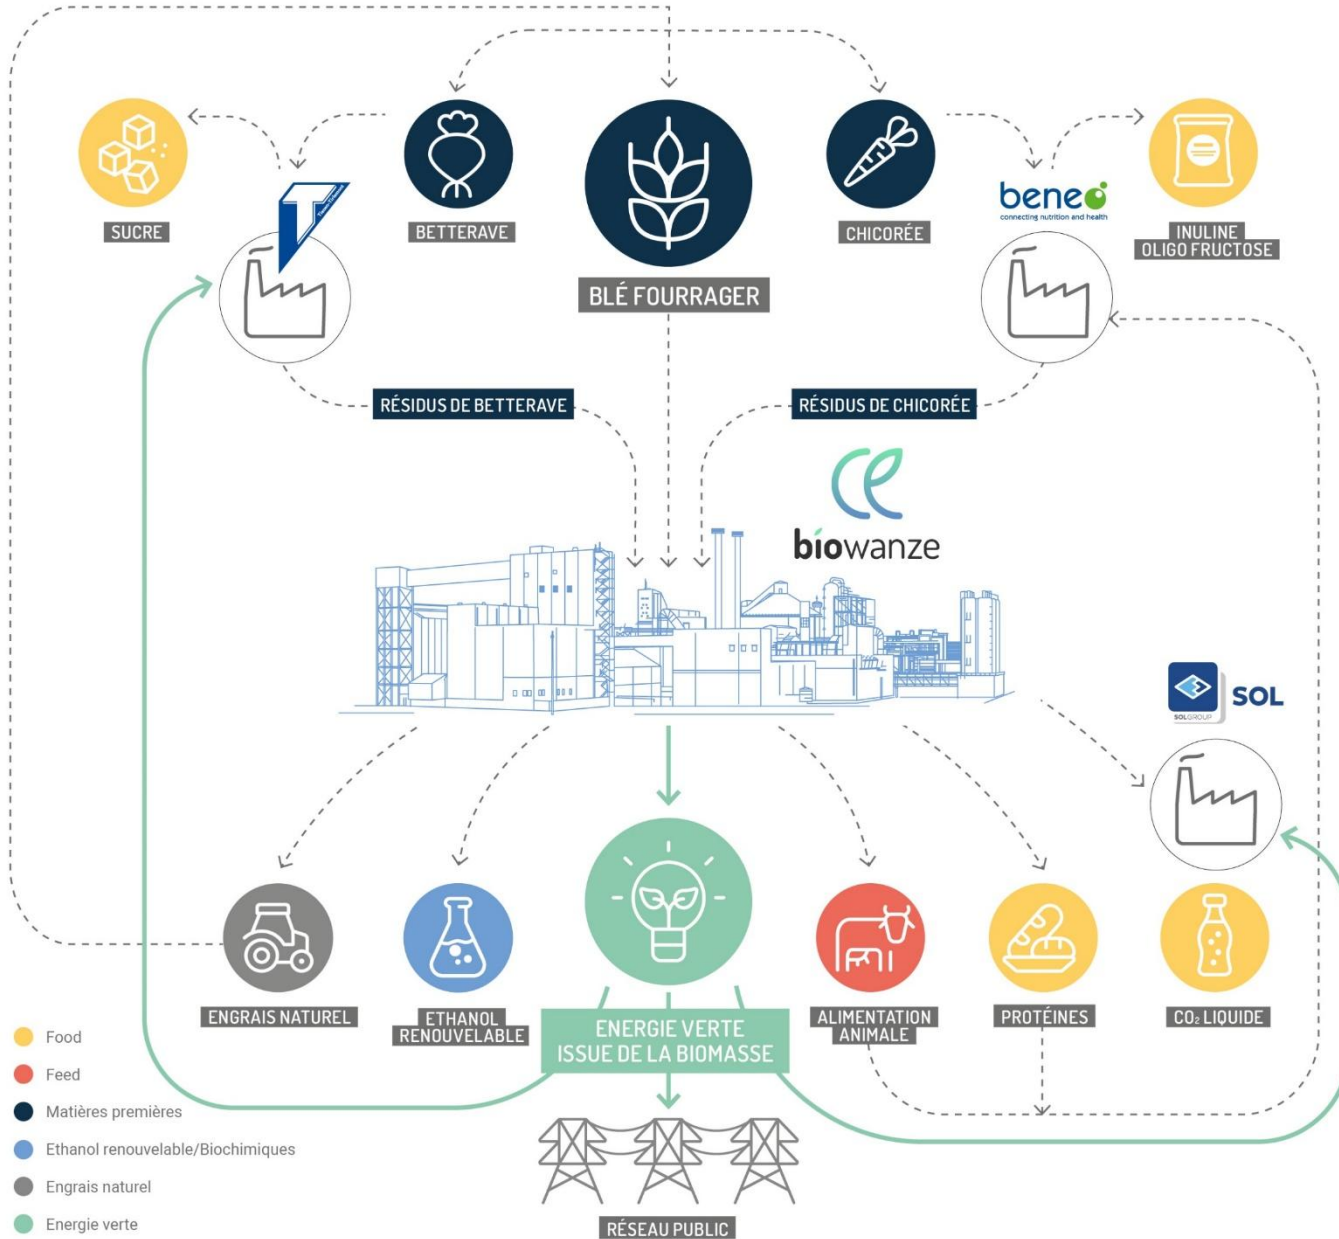 SUCRE
BETTERAVE
BLÉ FOURRAGER
CHICORÉE
beneo
connecting nutrition and health
INULINE
OLIGO FRUCTOSE
RÉSIDUS DE BETTERAVE
RÉSIDUS DE CHICORÉE
biowanze
SOLGROUP
SOL
ENGRAIS NATUREL
ETHANOL
RENOUVELABLE
ENERGIE VERTE
ISSUE DE LA BIOMASSE
ALIMENTATION
ANIMALE
PROTÉINES
CO₂ LIQUIDE
Food
Feed
Matières premières
Ethanol renouvelable/Biochimiques
Engrais naturel
Energie verte
RÉSEAU PUBLIC